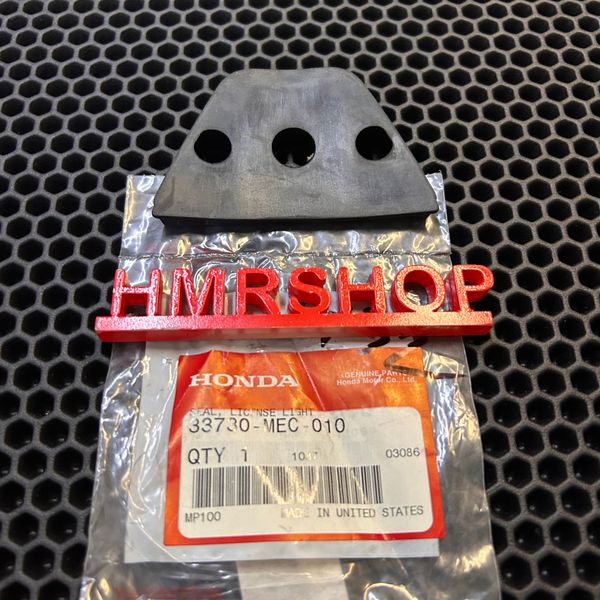 HMRSHOP
HONDA
GENUINE PARTS
Honda Motor Co., Ltd.
SEAL, LICENSE LIGHT
33730-MEC-010
QTY 1
03086
MP100
MADE IN UNITED STATES